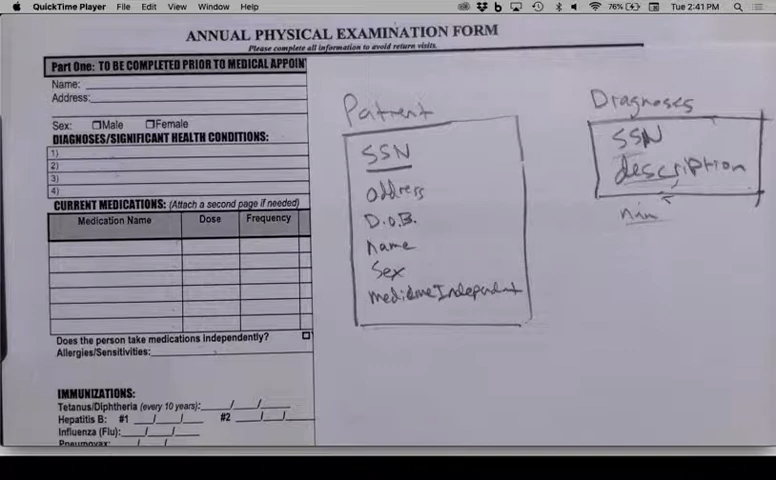 QuickTime Player File Edit View Window Help 76% Tue 2:41 PM
ANNUAL PHYSICAL EXAMINATION FORM
Please complete all information to avoid return visits.
Part One: TO BE COMPLETED PRIOR TO MEDICAL APPOIN
Name:
Address:
Sex: Male Female
DIAGNOSES/SIGNIFICANT HEALTH CONDITIONS:
1)
2)
3)
4)
CURRENT MEDICATIONS: (Attach a second page if needed)
Medication Name Dose Frequency
Does the person take medications independently?
Allergies/Sensitivities:
IMMUNIZATIONS:
Tetanus/Diphtheria (every 10 years): / /
Hepatitis B: #1 / / #2 / /
Influenza (Flu): / /
Pneumovax: /
Patient
SSN
address
D.O.B.
name
Sex
medicineIndependent
Diagnoses
SSN
description
num